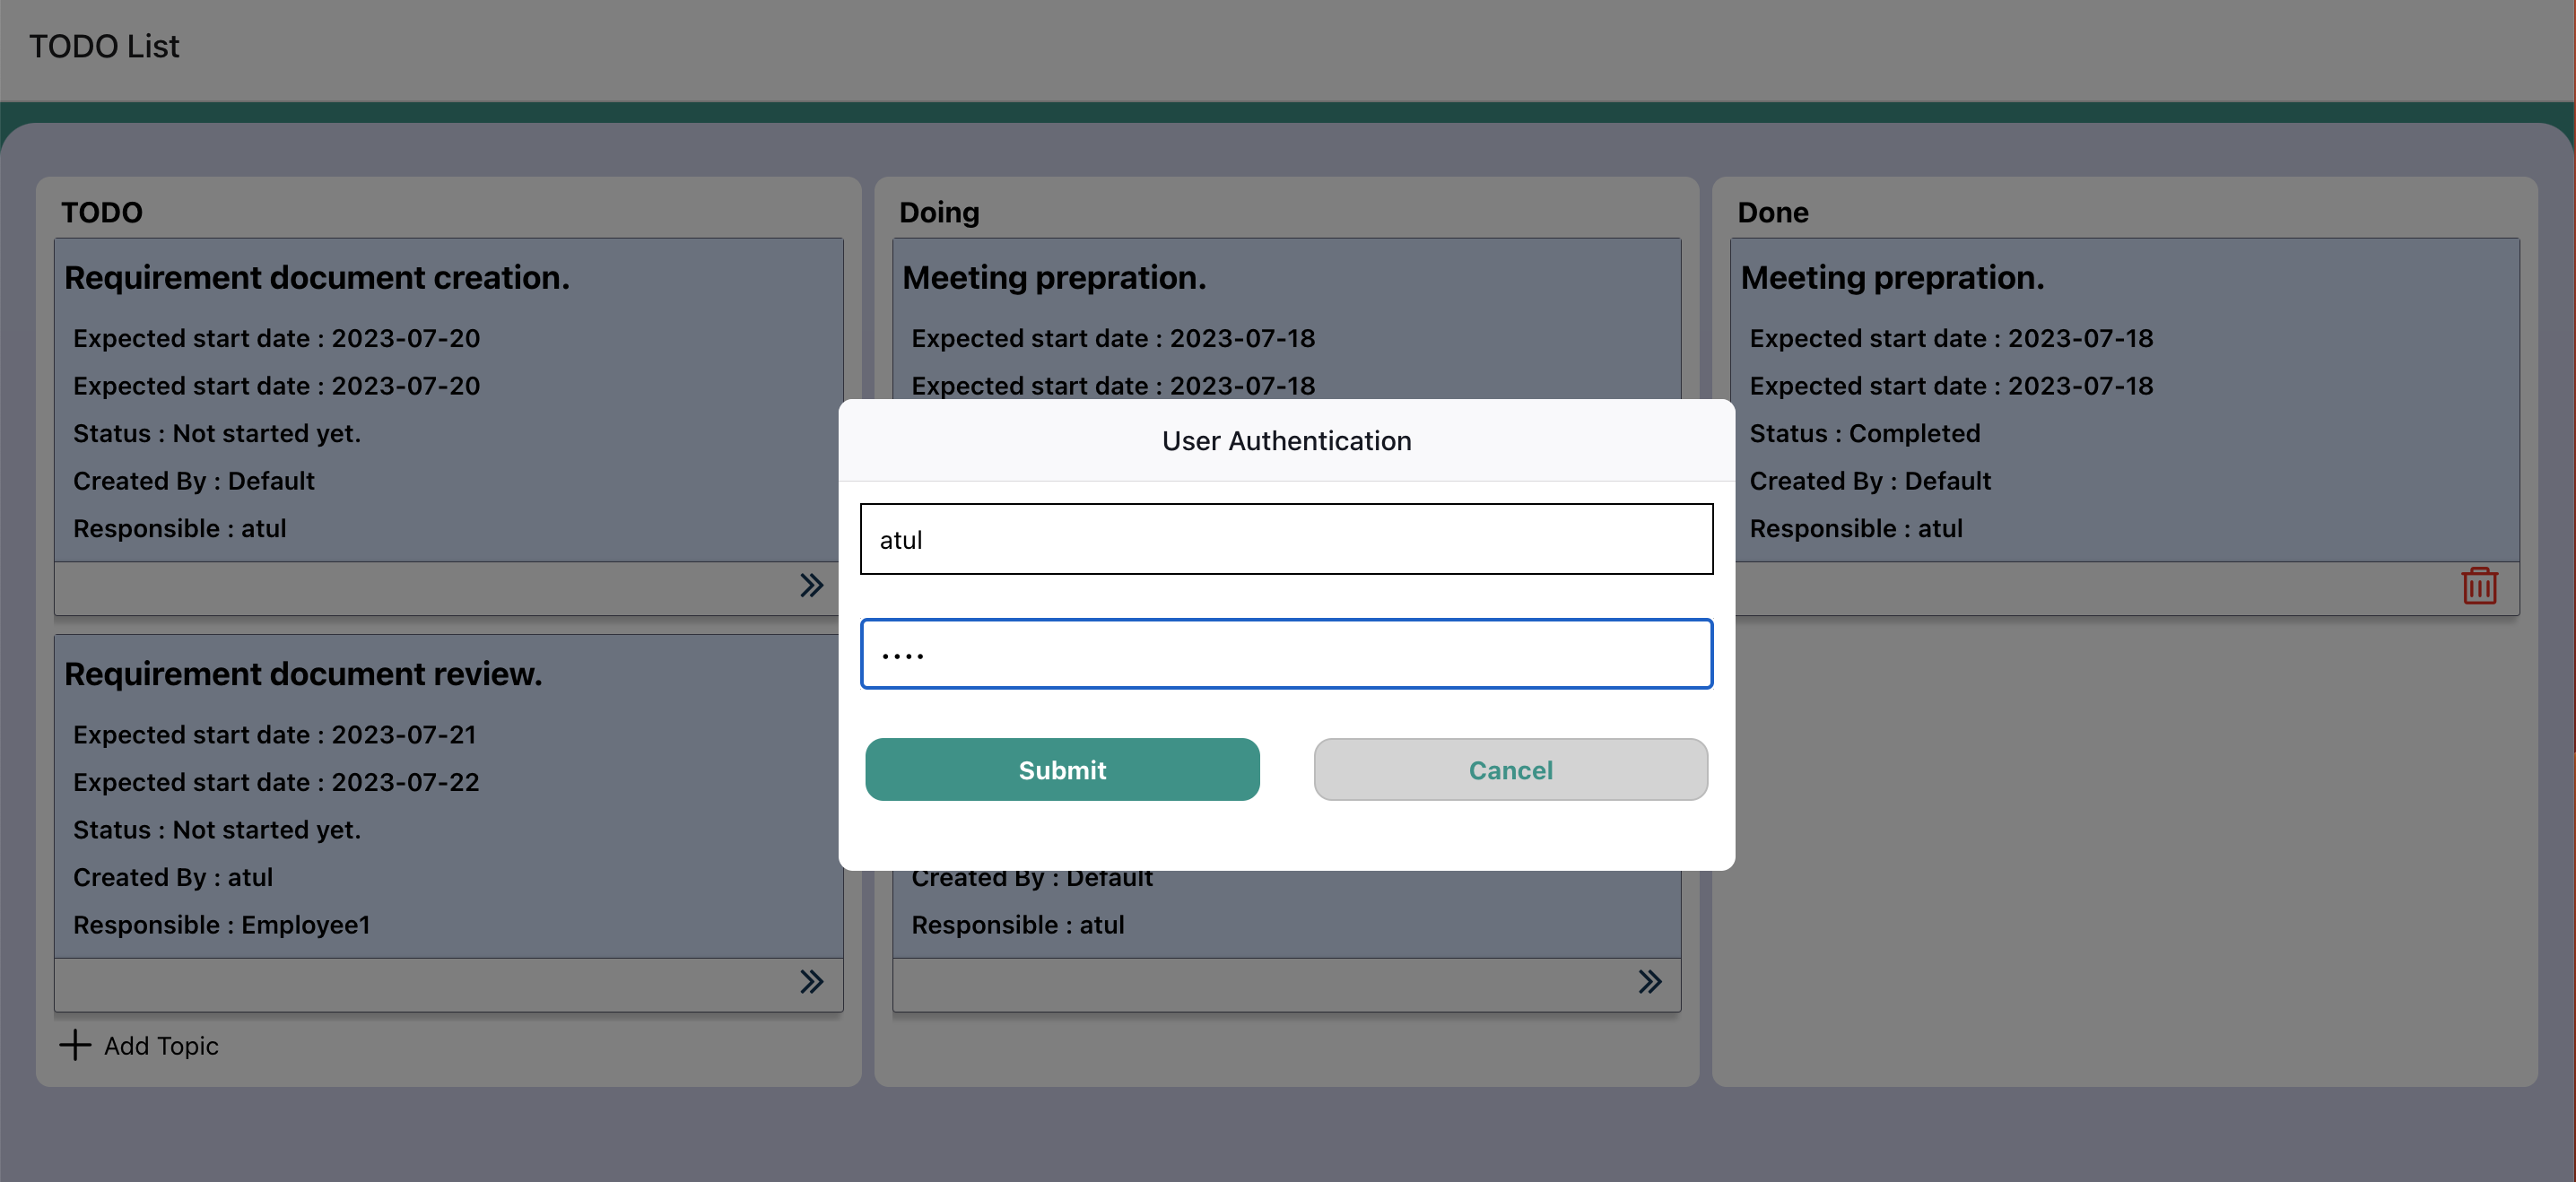 TODO List
TODO
Requirement document creation.
Expected start date : 2023-07-20
Expected start date : 2023-07-20
Status : Not started yet.
Created By : Default
Responsible : atul
Requirement document review.
Expected start date : 2023-07-21
Expected start date : 2023-07-22
Status : Not started yet.
Created By : atul
Responsible : Employee1
Add Topic
Doing
Meeting prepration.
Expected start date : 2023-07-18
Expected start date : 2023-07-18
Created By : Default
Responsible : atul
Done
Meeting prepration.
Expected start date : 2023-07-18
Expected start date : 2023-07-18
Status : Completed
Created By : Default
Responsible : atul
User Authentication
atul
....
Submit
Cancel